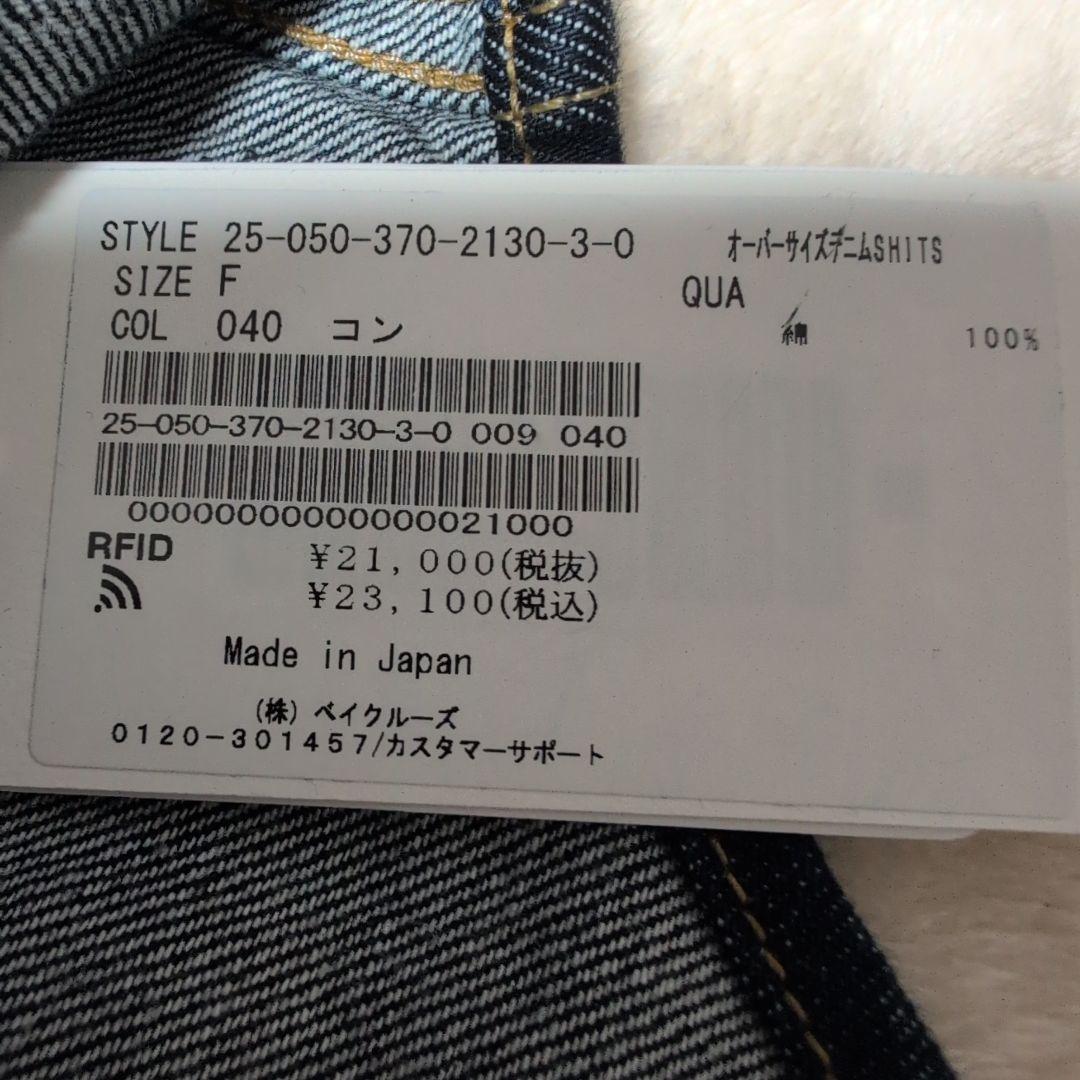 STYLE 25-050-370-2130-3-0 オーバーサイズデニムSHITS
SIZE F
QUA
COL 040 コン
綿 100%
25-050-370-2130-3-0 009 040
0000000000000000021000
RFID
¥21,000(税抜)
¥23,100(税込)
Made in Japan
(株) ベイクルーズ
0120-301457/カスタマーサポート